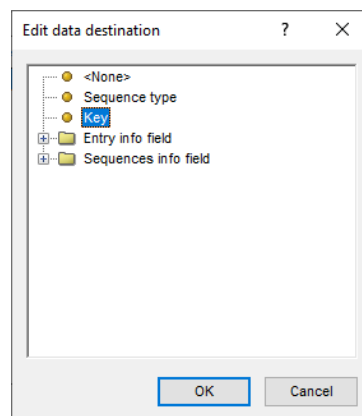 Edit data destination
?
<None>
Sequence type
Key
Entry info field
Sequences info field
OK
Cancel